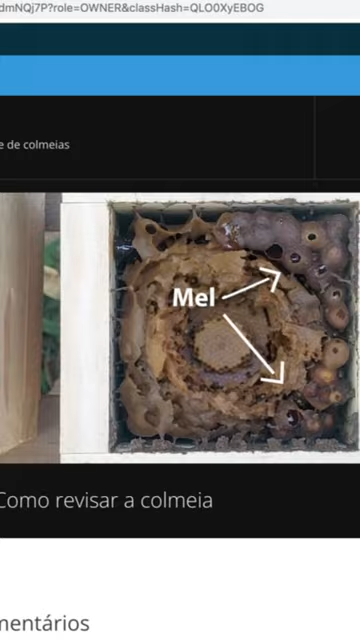 dmNQj7P?role=OWNER&classHash=QLO0XyEBOG
e de colmeias
Mel
Como revisar a colmeia
mentários